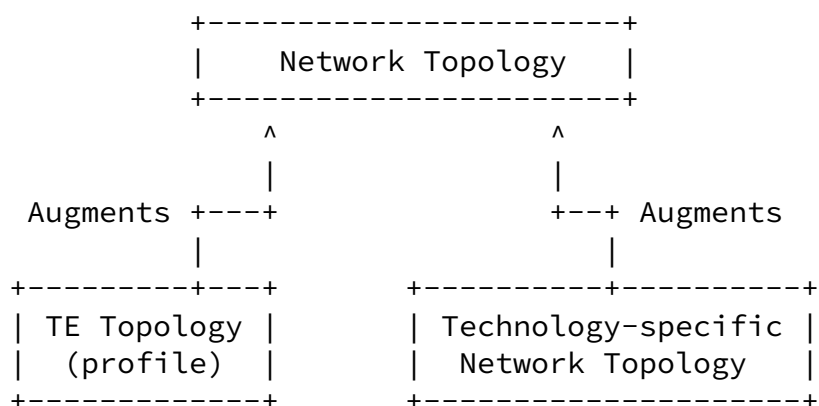 Network Topology
Augments
Augments
TE Topology
(profile)
Technology-specific
Network Topology